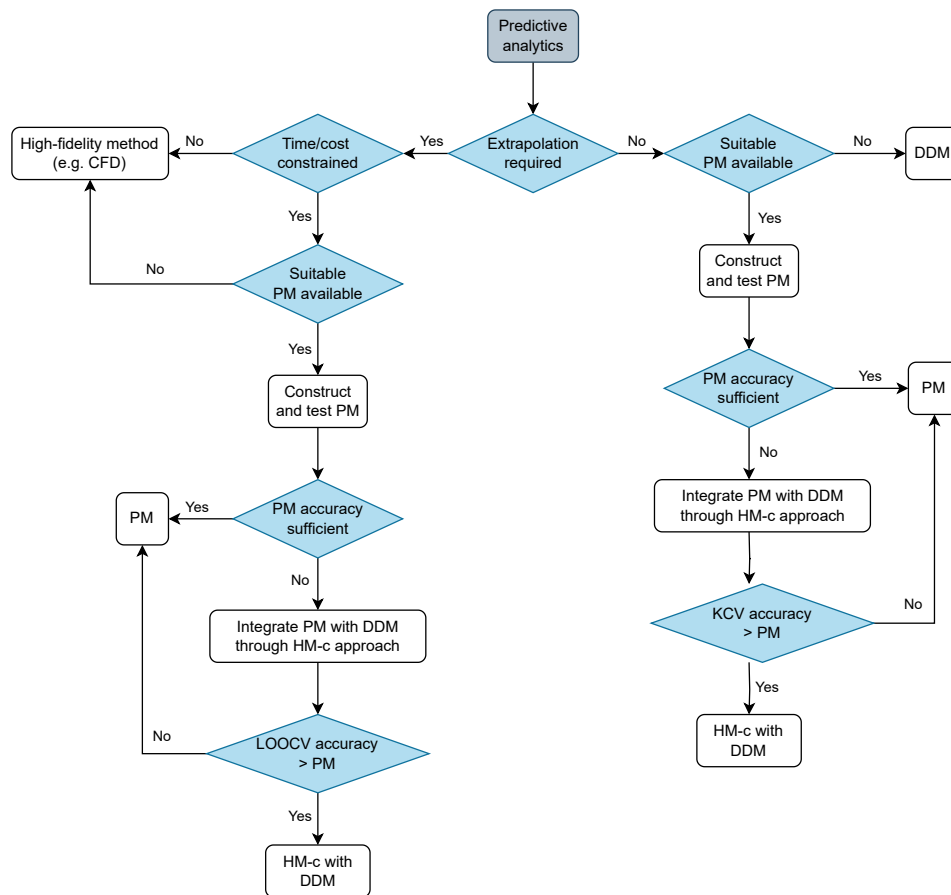 Predictive
analytics
High-fidelity method
(e.g. CFD)
No
Time/cost
constrained
Yes
Extrapolation
required
No
Suitable
PM available
No
DDM
Yes
Yes
No
Suitable
PM available
Construct
and test PM
Yes
Construct
and test PM
PM accuracy
sufficient
Yes
PM
No
PM
Yes
PM accuracy
sufficient
Integrate PM with DDM
through HM-c approach
No
Integrate PM with DDM
through HM-c approach
KCV accuracy
> PM
No
Yes
No
LOOCV accuracy
> PM
HM-c with
DDM
Yes
HM-c with
DDM